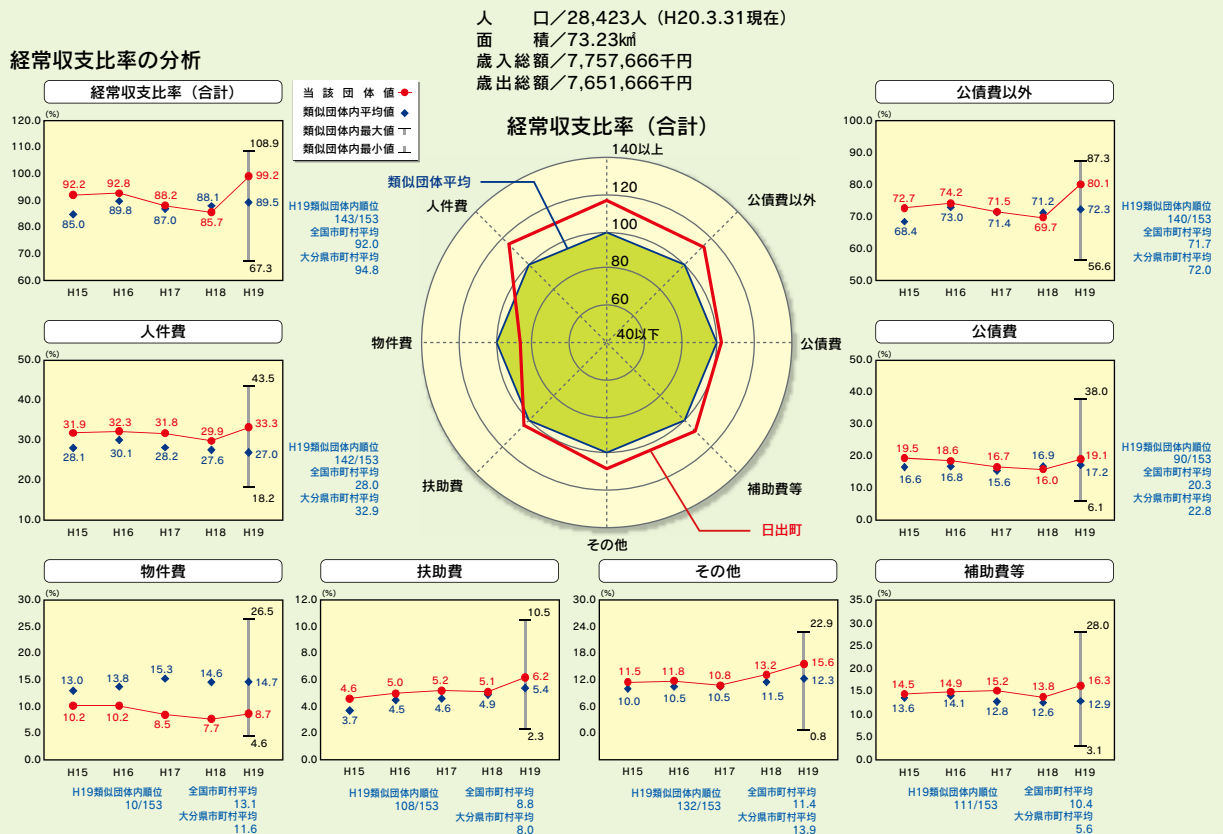 人　　口／28,423人（H20.3.31現在）
面　　積／73.23㎢
歳入総額／7,757,666千円
歳出総額／7,651,666千円
経常収支比率の分析
経常収支比率（合計）
(%)
120.0
110.0
100.0
90.0
80.0
70.0
60.0
92.2
92.8
88.2
85.7
99.2
85.0
89.8
87.0
88.1
89.5
108.9
67.3
H15
H16
H17
H18
H19
H19類似団体内順位
143/153
全国市町村平均
92.0
大分県市町村平均
94.8
当該団体値
類似団体内平均値
類似団体内最大値
類似団体内最小値
経常収支比率（合計）
140以上
120
100
80
60
40以下
類似団体平均
人件費
公債費以外
物件費
公債費
扶助費
補助費等
その他
日出町
公債費以外
(%)
100.0
90.0
80.0
70.0
60.0
50.0
72.7
74.2
71.5
69.7
80.1
68.4
73.0
71.4
71.2
72.3
87.3
56.6
H15
H16
H17
H18
H19
H19類似団体内順位
140/153
全国市町村平均
71.7
大分県市町村平均
72.0
人件費
(%)
50.0
40.0
30.0
20.0
10.0
31.9
32.3
31.8
29.9
33.3
28.1
30.1
28.2
27.6
27.0
43.5
18.2
H15
H16
H17
H18
H19
H19類似団体内順位
142/153
全国市町村平均
28.0
大分県市町村平均
32.9
公債費
(%)
50.0
40.0
30.0
20.0
10.0
0.0
19.5
18.6
16.7
16.0
19.1
16.6
16.8
15.6
16.9
17.2
38.0
6.1
H15
H16
H17
H18
H19
H19類似団体内順位
90/153
全国市町村平均
20.3
大分県市町村平均
22.8
物件費
(%)
30.0
25.0
20.0
15.0
10.0
5.0
0.0
13.0
13.8
15.3
14.6
14.7
10.2
10.2
8.5
7.7
8.7
26.5
4.6
H15
H16
H17
H18
H19
H19類似団体内順位
10/153
全国市町村平均
13.1
大分県市町村平均
11.6
扶助費
(%)
12.0
10.0
8.0
6.0
4.0
2.0
0.0
4.6
5.0
5.2
5.1
6.2
3.7
4.5
4.6
4.9
5.4
10.5
2.3
H15
H16
H17
H18
H19
H19類似団体内順位
108/153
全国市町村平均
8.8
大分県市町村平均
8.0
その他
(%)
30.0
24.0
18.0
12.0
6.0
0.0
11.5
11.8
10.8
13.2
15.6
10.0
10.5
10.5
11.5
12.3
22.9
0.8
H15
H16
H17
H18
H19
H19類似団体内順位
132/153
全国市町村平均
11.4
大分県市町村平均
13.9
補助費等
(%)
35.0
30.0
25.0
20.0
15.0
10.0
5.0
0.0
14.5
14.9
15.2
13.8
16.3
13.6
14.1
12.8
12.6
12.9
28.0
3.1
H15
H16
H17
H18
H19
H19類似団体内順位
111/153
全国市町村平均
10.4
大分県市町村平均
5.6